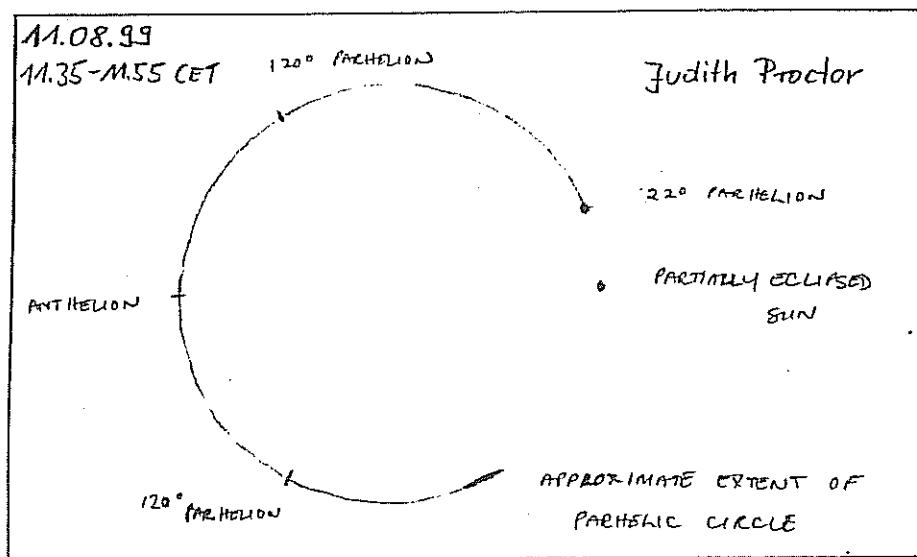 11.08.99
11.35-11.55 CET
120° PARHELION
Judith Proctor
22° PARHELION
PARTIALLY ECLIPSED
SUN
ANTHELION
120° PARHELION
APPROXIMATE EXTENT OF
PARHELIC CIRCLE